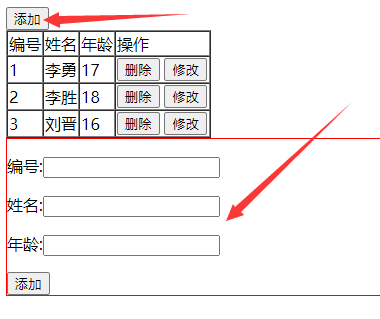 添加
编号 姓名 年龄 操作
1 李勇 17 删除 修改
2 李胜 18 删除 修改
3 刘晋 16 删除 修改
编号:
姓名:
年龄:
添加